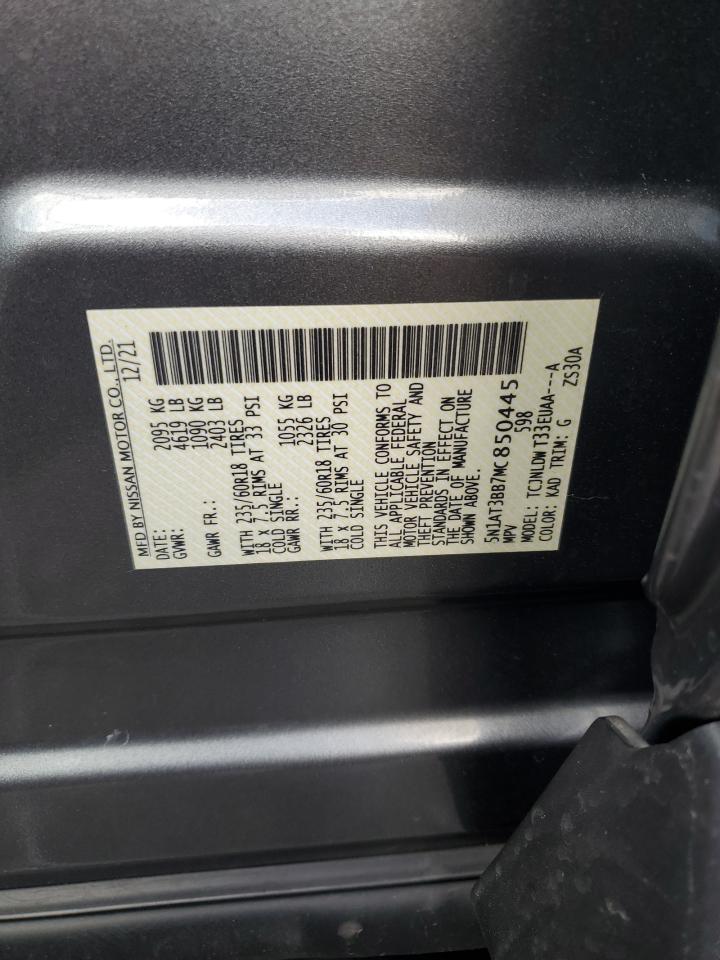 MFD BY NISSAN MOTOR CO., LTD.
DATE: 12/21
GVWR: 2095 KG
4619 LB
GAWR FR.: 1090 KG
2403 LB
WITH 235/60R18 TIRES
18 x 7.5 RIMS AT 33 PSI
COLD SINGLE
GAWR RR.: 1055 KG
2326 LB
WITH 235/60R18 TIRES
18 x 7.5 RIMS AT 30 PSI
COLD SINGLE
THIS VEHICLE CONFORMS TO
ALL APPLICABLE FEDERAL
MOTOR VEHICLE SAFETY AND
THEFT PREVENTION
STANDARDS IN EFFECT ON
THE DATE OF MANUFACTURE
SHOWN ABOVE.
5N1AT3BB7MC850445
MPV 598
MODEL: TCJNLDW T33EUAA---A
COLOR: KAD TRIM: G ZS30A